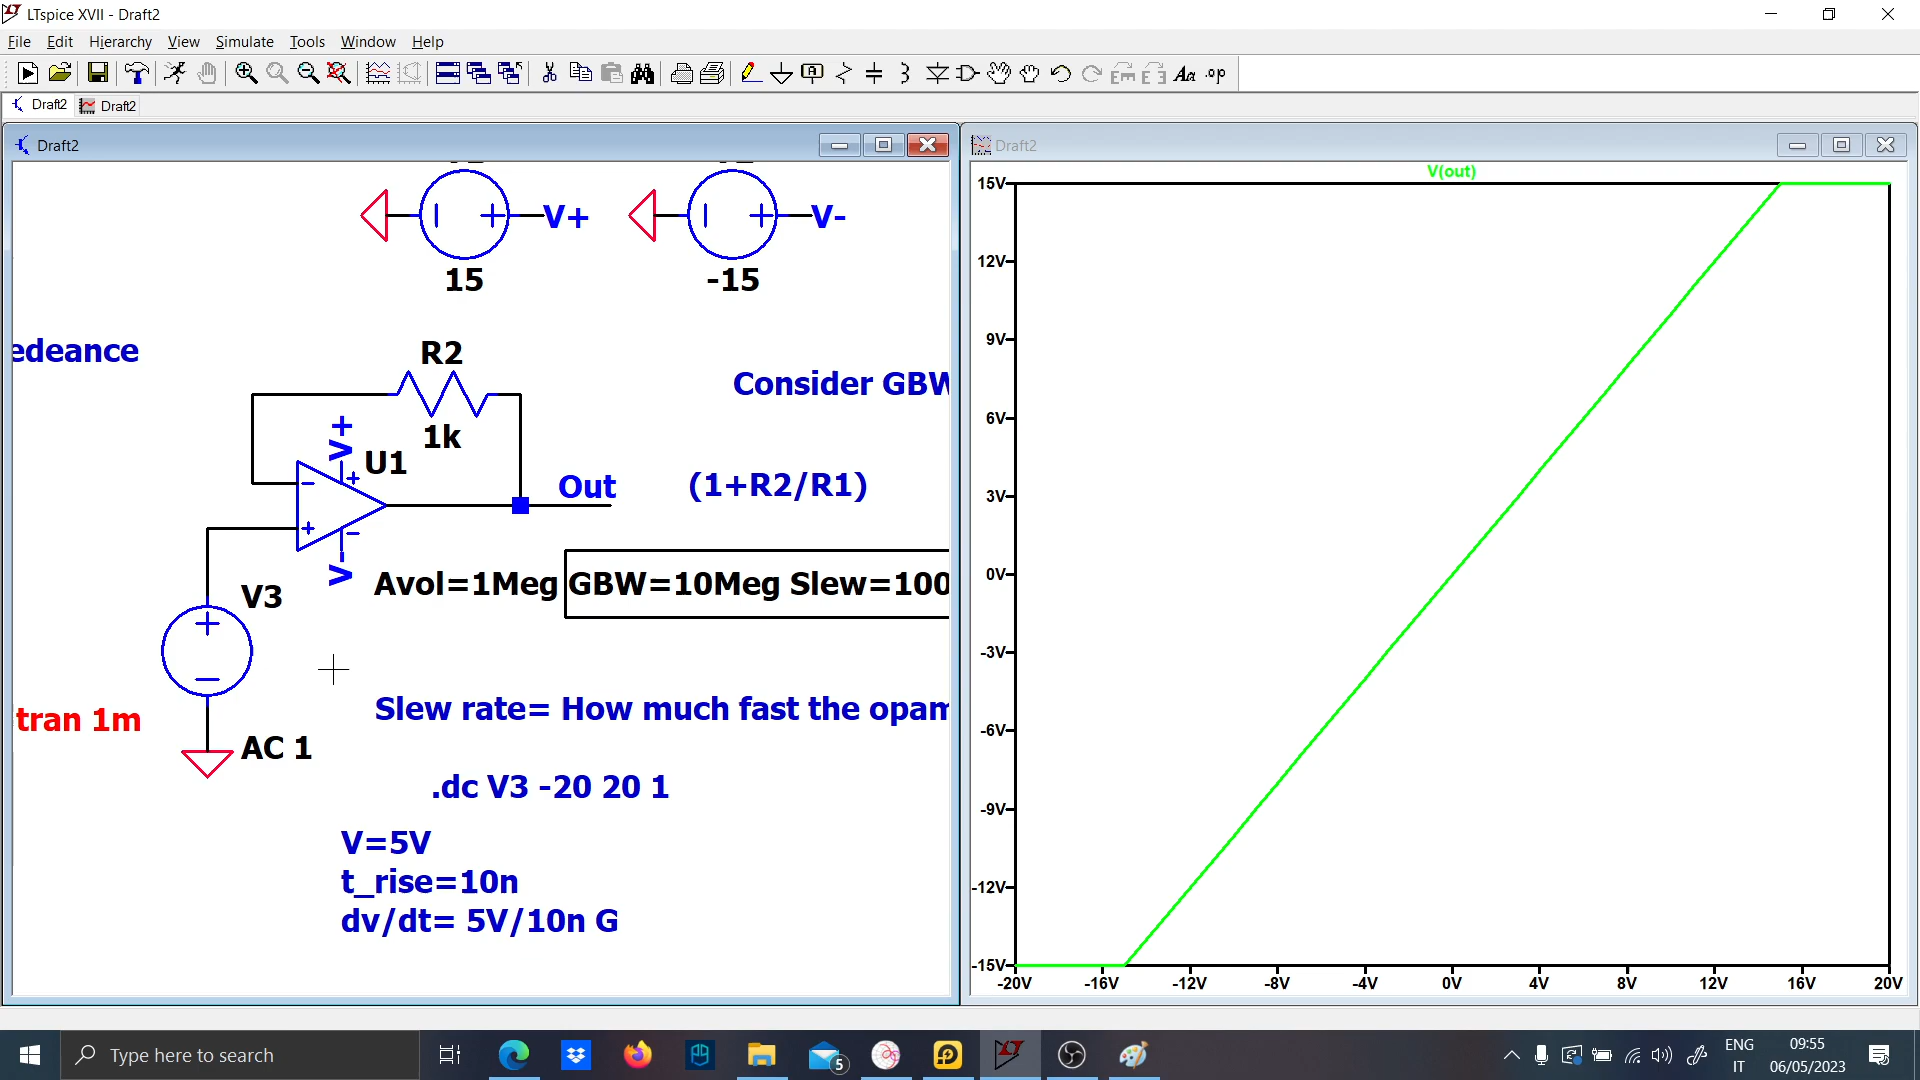 LTspice XVII - Draft2
File Edit Hierarchy View Simulate Tools Window Help
Draft2 Draft2
Draft2
V+
V-
15
-15
edeance
R2
1k
Consider GBW
V+
U1
Out
(1+R2/R1)
V-
Avol=1Meg GBW=10Meg Slew=100
V3
Slew rate= How much fast the opam
tran 1m
AC 1
.dc V3 -20 20 1
V=5V
t_rise=10n
dv/dt= 5V/10n G
Draft2
V(out)
15V
12V
9V
6V
3V
0V
-3V
-6V
-9V
-12V
-15V
-20V -16V -12V -8V -4V 0V 4V 8V 12V 16V 20V
Type here to search
5
ENG
IT
09:55
06/05/2023